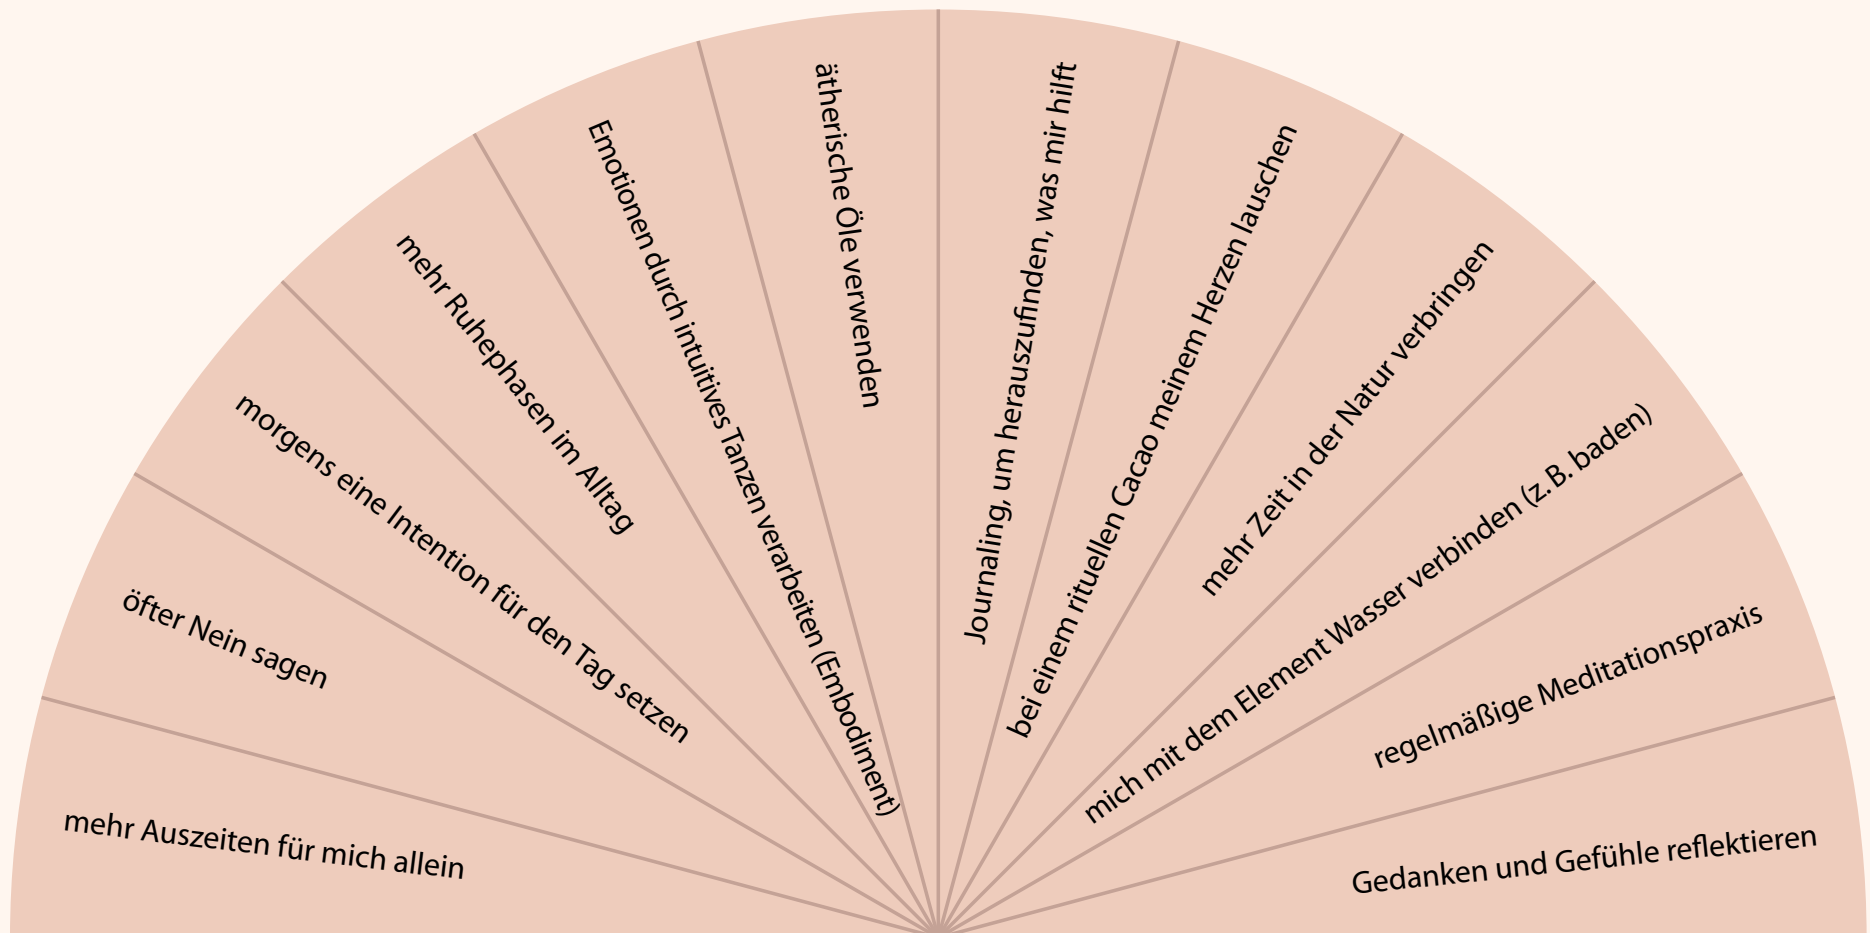 mehr Auszeiten für mich allein
öfter Nein sagen
morgens eine Intention für den Tag setzen
mehr Ruhephasen im Alltag
Emotionen durch intuitives Tanzen verarbeiten (Embodiment)
ätherische Öle verwenden
Journaling, um herauszufinden, was mir hilft
bei einem rituellen Cacao meinem Herzen lauschen
mehr Zeit in der Natur verbringen
mich mit dem Element Wasser verbinden (z. B. baden)
regelmäßige Meditationspraxis
Gedanken und Gefühle reflektieren